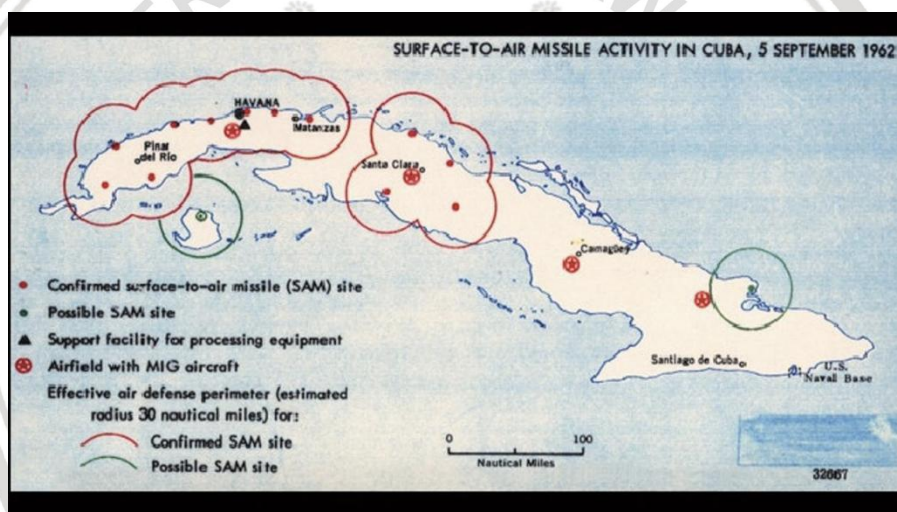 SURFACE-TO-AIR MISSILE ACTIVITY IN CUBA, 5 SEPTEMBER 1962
HAVANA
Matanzas
Pinar
del Río
Santa Clara
Camagüey
Santiago de Cuba
U.S.
Naval Base
Confirmed surface-to-air missile (SAM) site
Possible SAM site
Support facility for processing equipment
Airfield with MIG aircraft
Effective air defense perimeter (estimated
radius 30 nautical miles) for:
Confirmed SAM site
Possible SAM site
0 100
Nautical Miles
32667